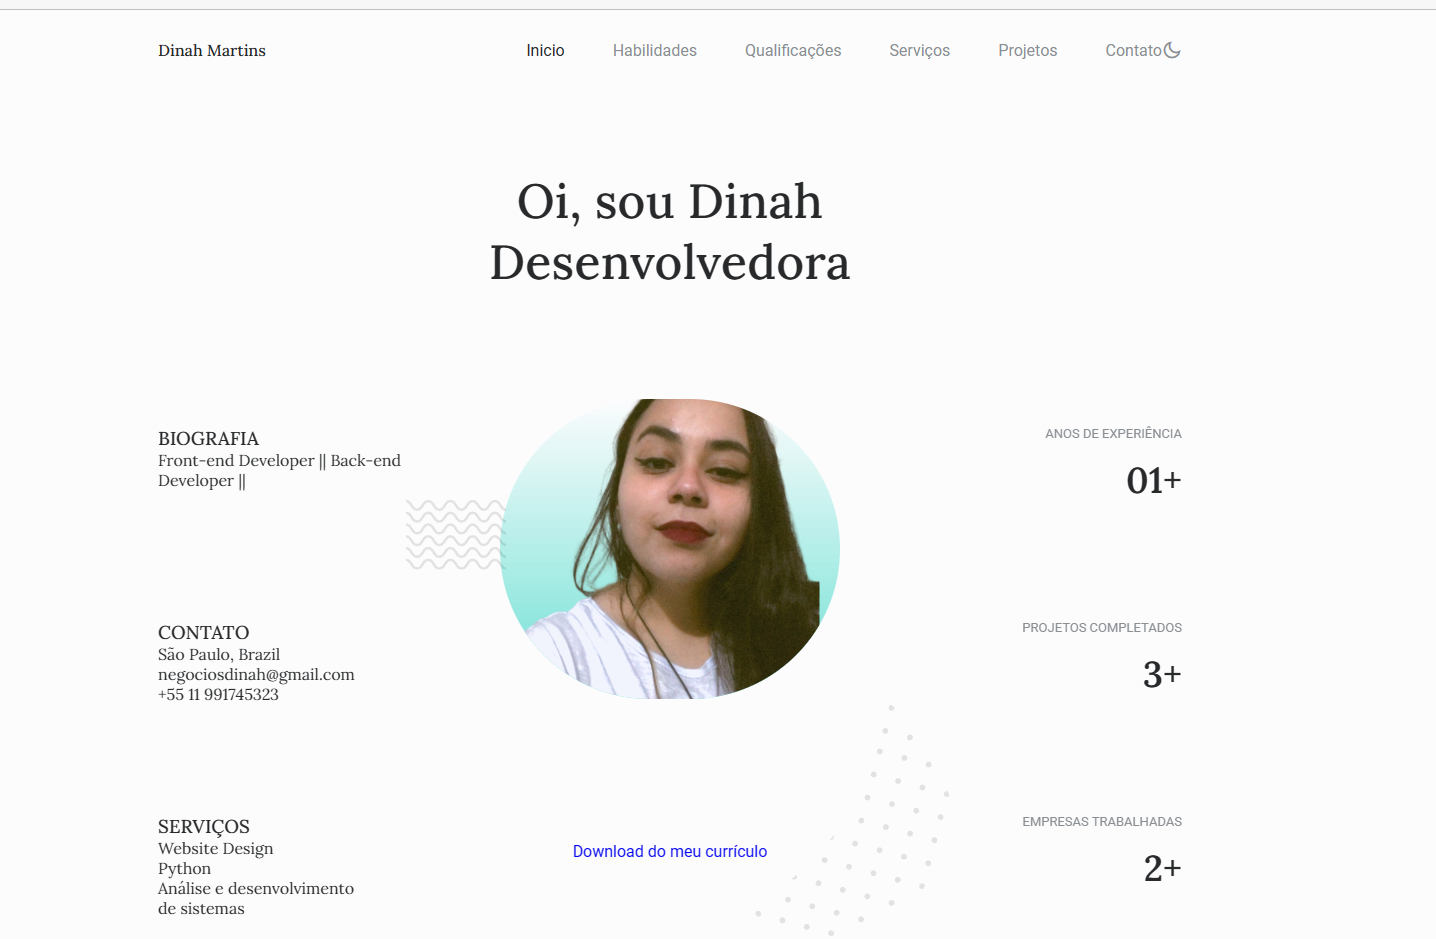 Dinah Martins
Inicio
Habilidades
Qualificações
Serviços
Projetos
Contato
Oi, sou Dinah
Desenvolvedora
BIOGRAFIA
Front-end Developer || Back-end
Developer ||
CONTATO
São Paulo, Brazil
negociosdinah@gmail.com
+55 11 991745323
SERVIÇOS
Website Design
Python
Análise e desenvolvimento
de sistemas
Download do meu currículo
ANOS DE EXPERIÊNCIA
01+
PROJETOS COMPLETADOS
3+
EMPRESAS TRABALHADAS
2+